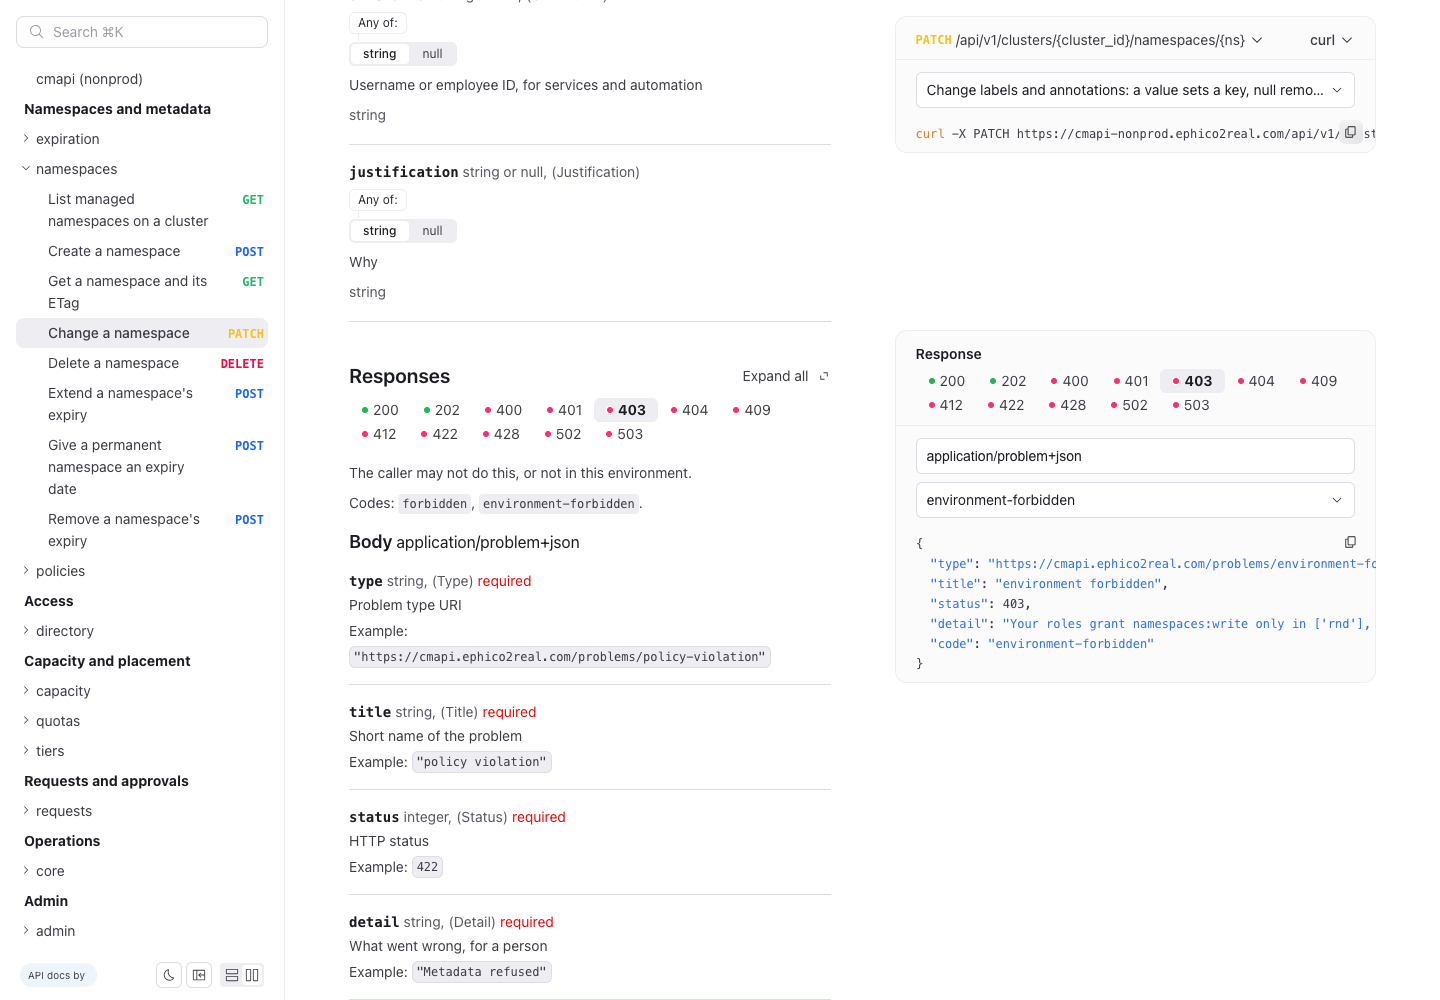 Search ⌘K
cmapi (nonprod)
Namespaces and metadata
expiration
namespaces
List managed namespaces on a cluster GET
Create a namespace POST
Get a namespace and its ETag GET
Change a namespace PATCH
Delete a namespace DELETE
Extend a namespace's expiry POST
Give a permanent namespace an expiry date POST
Remove a namespace's expiry POST
policies
Access
directory
Capacity and placement
capacity
quotas
tiers
Requests and approvals
requests
Operations
core
Admin
admin
API docs by
Any of:
string null
Username or employee ID, for services and automation
string
justification string or null, (Justification)
Any of:
string null
Why
string
Responses Expand all
200 202 400 401 403 404 409
412 422 428 502 503
The caller may not do this, or not in this environment.
Codes: forbidden, environment-forbidden.
Body application/problem+json
type string, (Type) required
Problem type URI
Example:
"https://cmapi.ephico2real.com/problems/policy-violation"
title string, (Title) required
Short name of the problem
Example: "policy violation"
status integer, (Status) required
HTTP status
Example: 422
detail string, (Detail) required
What went wrong, for a person
Example: "Metadata refused"
PATCH /api/v1/clusters/{cluster_id}/namespaces/{ns} curl
Change labels and annotations: a value sets a key, null remo...
curl -X PATCH https://cmapi-nonprod.ephico2real.com/api/v1/
Response
200 202 400 401 403 404 409
412 422 428 502 503
application/problem+json
environment-forbidden
{
"type": "https://cmapi.ephico2real.com/problems/environment-fo
"title": "environment forbidden",
"status": 403,
"detail": "Your roles grant namespaces:write only in ['rnd'],
"code": "environment-forbidden"
}